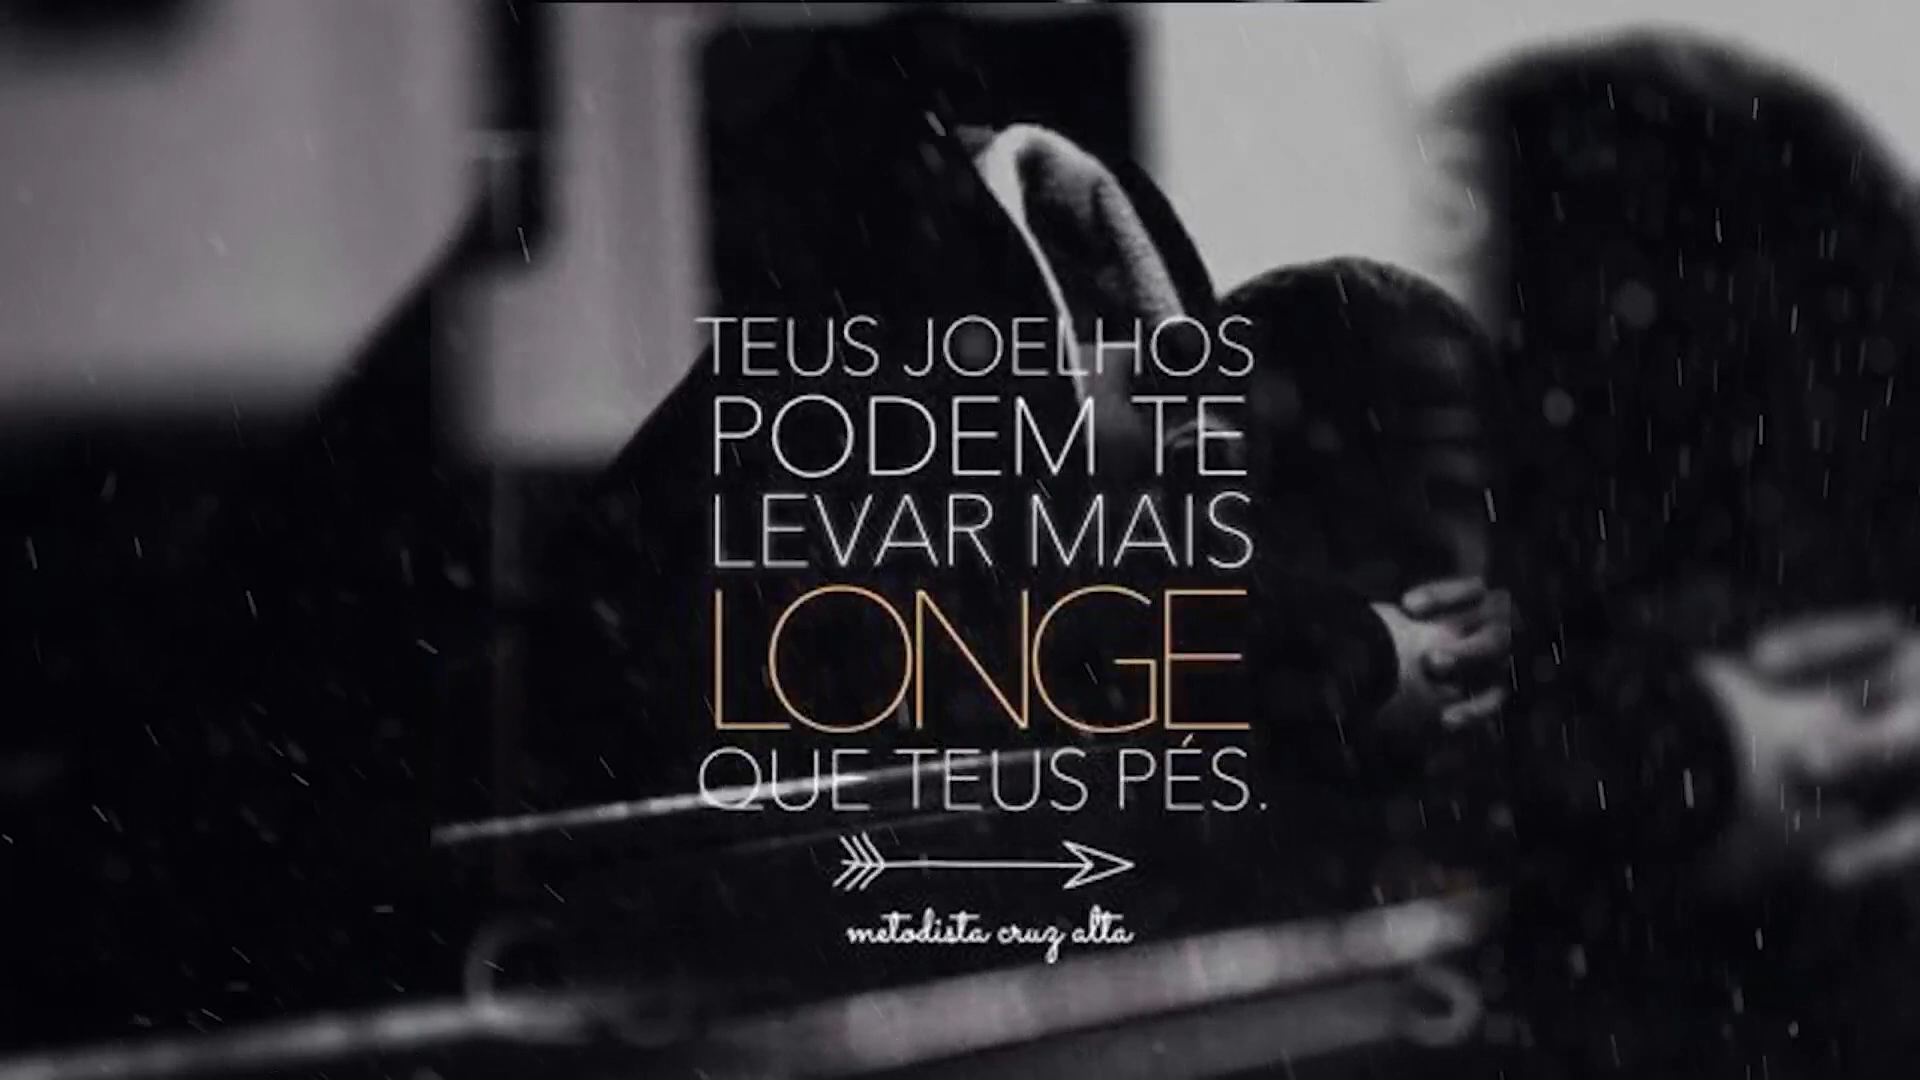 TEUS JOELHOS
PODEM TE
LEVAR MAIS
LONGE
QUE TEUS PÉS.
metodista cruz alta